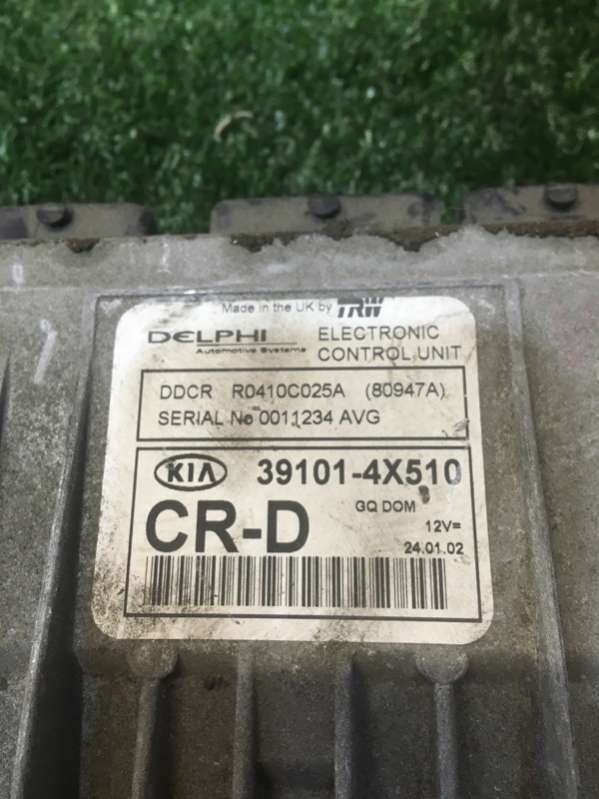 Made in the UK by TRW
DELPHI
Automotive Systems
ELECTRONIC
CONTROL UNIT
DDCR R0410C025A (80947A)
SERIAL No 0011234 AVG
KIA 39101-4X510
CR-D
GQ DOM
12V=
24.01.02